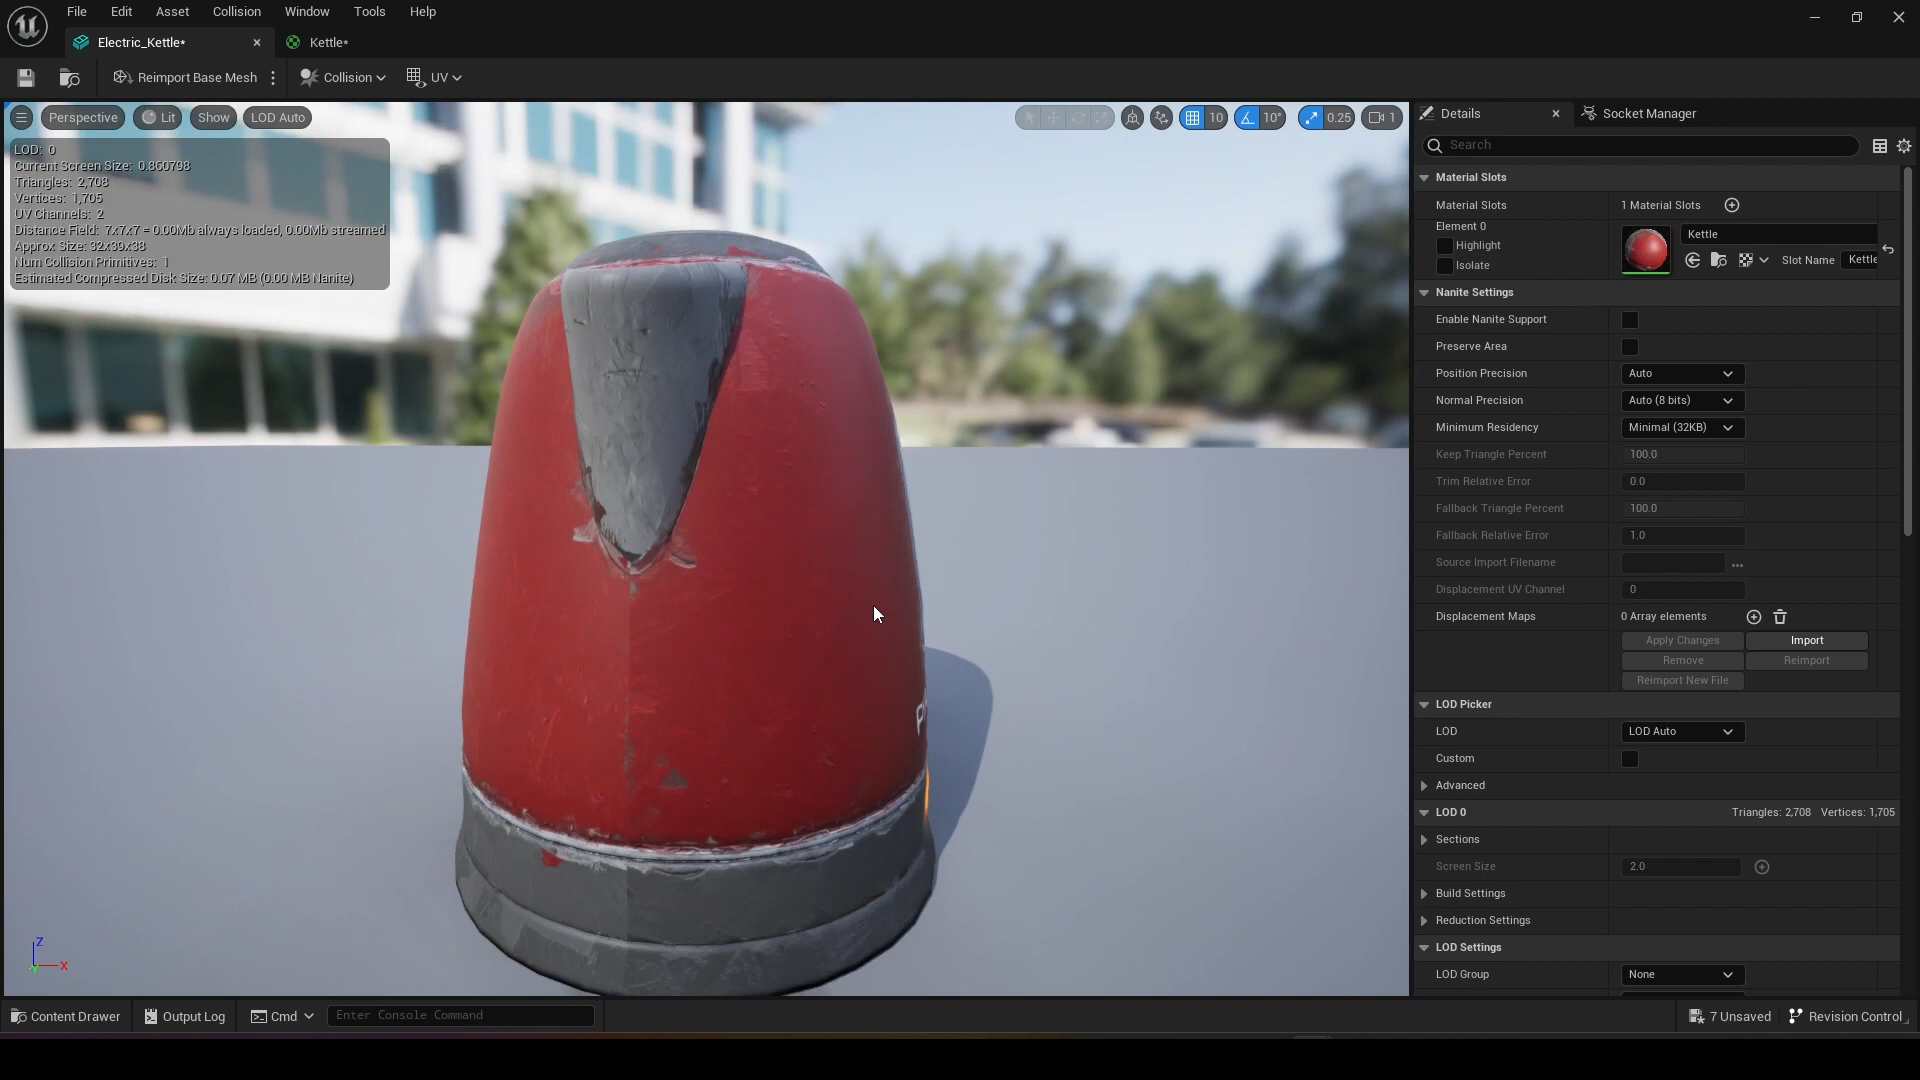 File Edit Asset Collision Window Tools Help
Electric_Kettle*
Kettle*
Reimport Base Mesh
Collision
UV
Perspective
Lit
Show
LOD Auto
10
10°
0.25
1
LOD: 0
Current Screen Size: 0.860798
Triangles: 2,708
Vertices: 1,705
UV Channels: 2
Distance Field: 7x7x7 = 0.00Mb always loaded, 0.00Mb streamed
Approx Size: 32x39x38
Num Collision Primitives: 1
Estimated Compressed Disk Size: 0.07 MB (0.00 MB Nanite)
Z
X
Details
Socket Manager
Search
Material Slots
Material Slots 1 Material Slots
Element 0
Highlight
Isolate
Kettle
Slot Name Kettle
Nanite Settings
Enable Nanite Support
Preserve Area
Position Precision Auto
Normal Precision Auto (8 bits)
Minimum Residency Minimal (32KB)
Keep Triangle Percent 100.0
Trim Relative Error 0.0
Fallback Triangle Percent 100.0
Fallback Relative Error 1.0
Source Import Filename ...
Displacement UV Channel 0
Displacement Maps 0 Array elements
Apply Changes Import
Remove Reimport
Reimport New File
LOD Picker
LOD LOD Auto
Custom
Advanced
LOD 0 Triangles: 2,708 Vertices: 1,705
Sections
Screen Size 2.0
Build Settings
Reduction Settings
LOD Settings
LOD Group None
Content Drawer
Output Log
Cmd
Enter Console Command
7 Unsaved
Revision Control